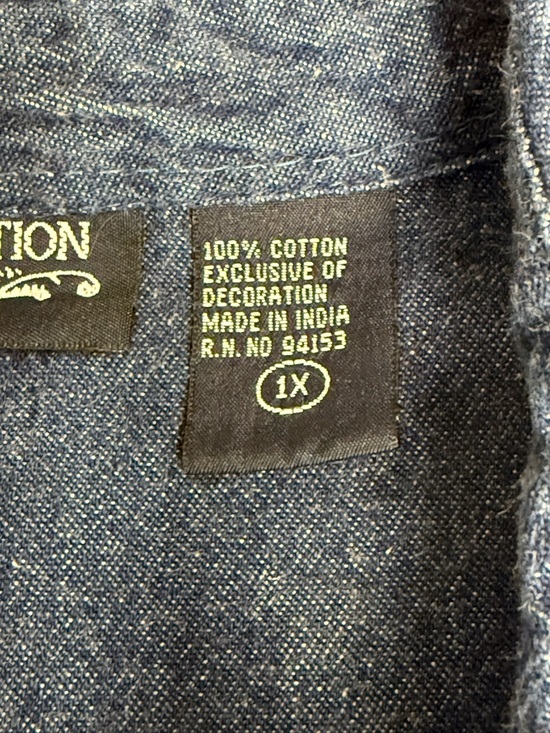 TION
100% COTTON
EXCLUSIVE OF
DECORATION
MADE IN INDIA
R.N. NO 94153
1X